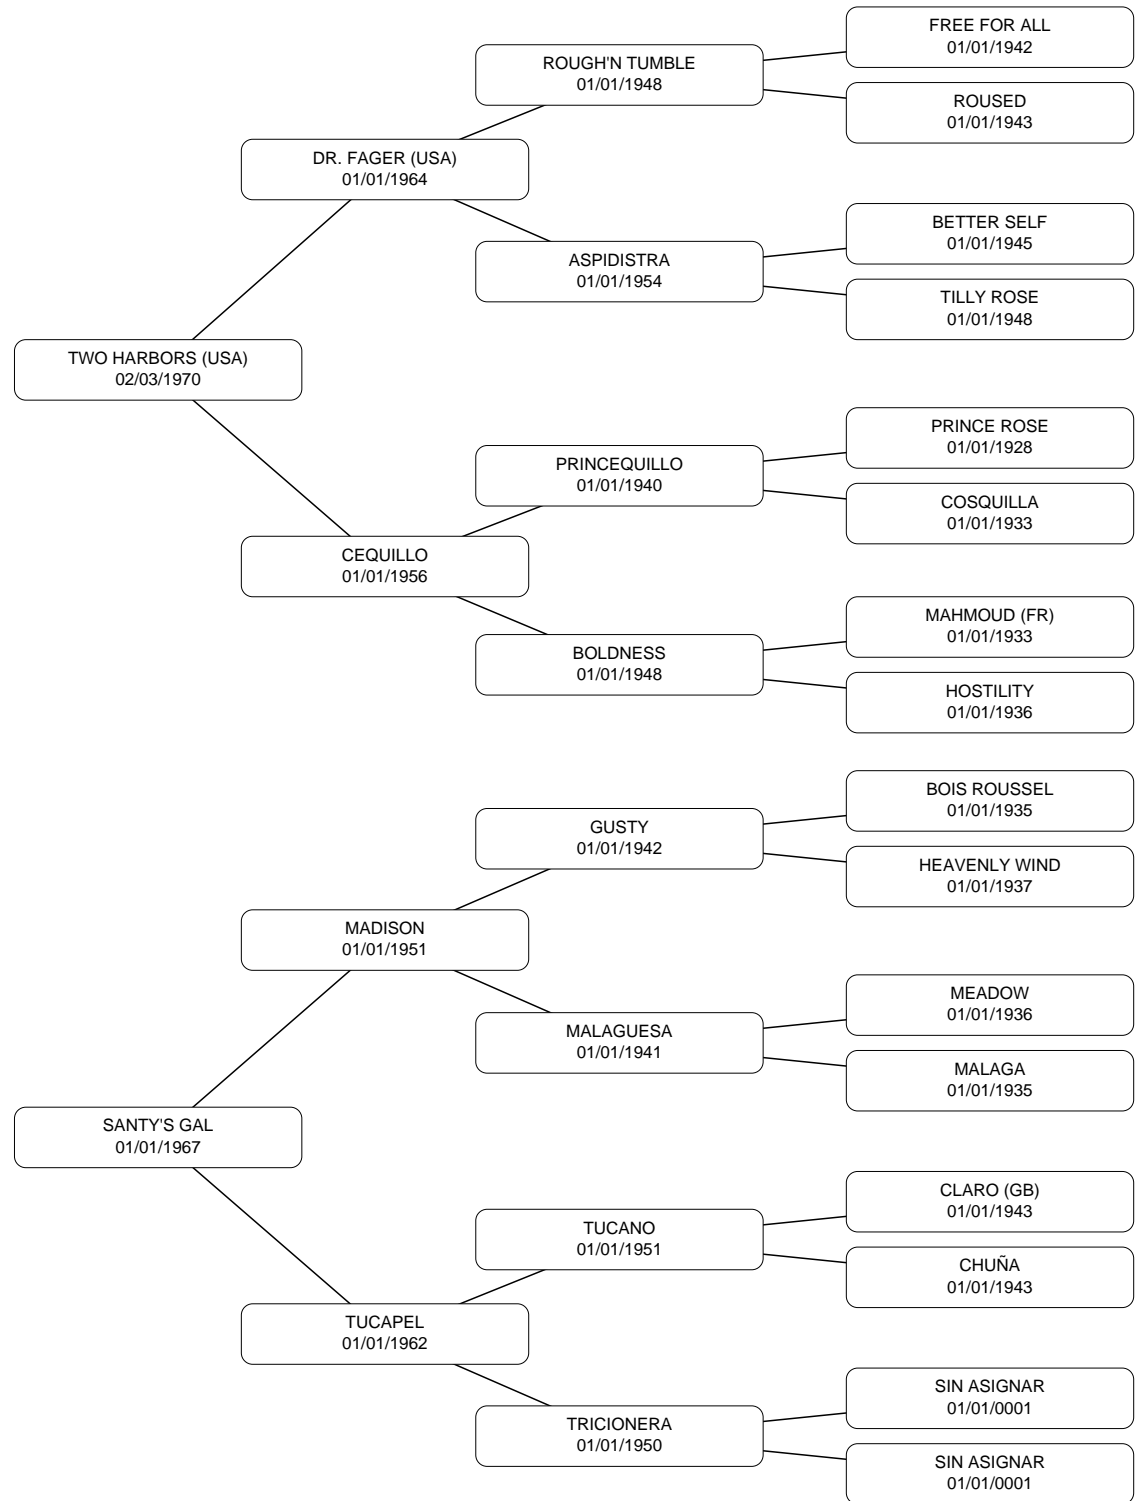 FREE FOR ALL
01/01/1942
ROUGH'N TUMBLE
01/01/1948
ROUSED
01/01/1943
DR. FAGER (USA)
01/01/1964
BETTER SELF
01/01/1945
ASPIDISTRA
01/01/1954
TILLY ROSE
01/01/1948
TWO HARBORS (USA)
02/03/1970
PRINCE ROSE
01/01/1928
PRINCEQUILLO
01/01/1940
COSQUILLA
01/01/1933
CEQUILLO
01/01/1956
MAHMOUD (FR)
01/01/1933
BOLDNESS
01/01/1948
HOSTILITY
01/01/1936
BOIS ROUSSEL
01/01/1935
GUSTY
01/01/1942
HEAVENLY WIND
01/01/1937
MADISON
01/01/1951
MEADOW
01/01/1936
MALAGUESA
01/01/1941
MALAGA
01/01/1935
SANTY'S GAL
01/01/1967
CLARO (GB)
01/01/1943
TUCANO
01/01/1951
CHUÑA
01/01/1943
TUCAPEL
01/01/1962
SIN ASIGNAR
01/01/0001
TRICIONERA
01/01/1950
SIN ASIGNAR
01/01/0001